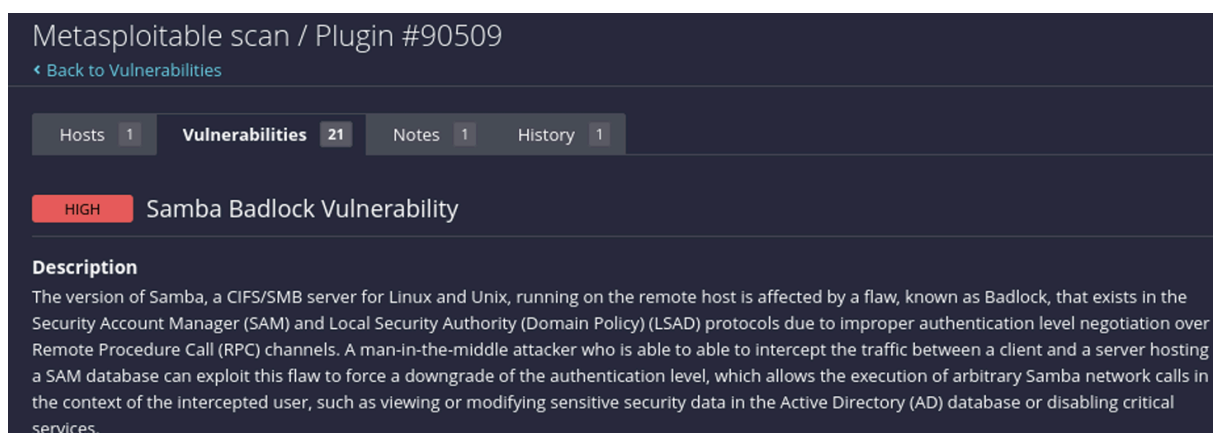 Metasploitable scan / Plugin #90509
‹ Back to Vulnerabilities
Hosts 1 Vulnerabilities 21 Notes 1 History 1
HIGH Samba Badlock Vulnerability
Description
The version of Samba, a CIFS/SMB server for Linux and Unix, running on the remote host is affected by a flaw, known as Badlock, that exists in the
Security Account Manager (SAM) and Local Security Authority (Domain Policy) (LSAD) protocols due to improper authentication level negotiation over
Remote Procedure Call (RPC) channels. A man-in-the-middle attacker who is able to able to intercept the traffic between a client and a server hosting
a SAM database can exploit this flaw to force a downgrade of the authentication level, which allows the execution of arbitrary Samba network calls in
the context of the intercepted user, such as viewing or modifying sensitive security data in the Active Directory (AD) database or disabling critical
services.